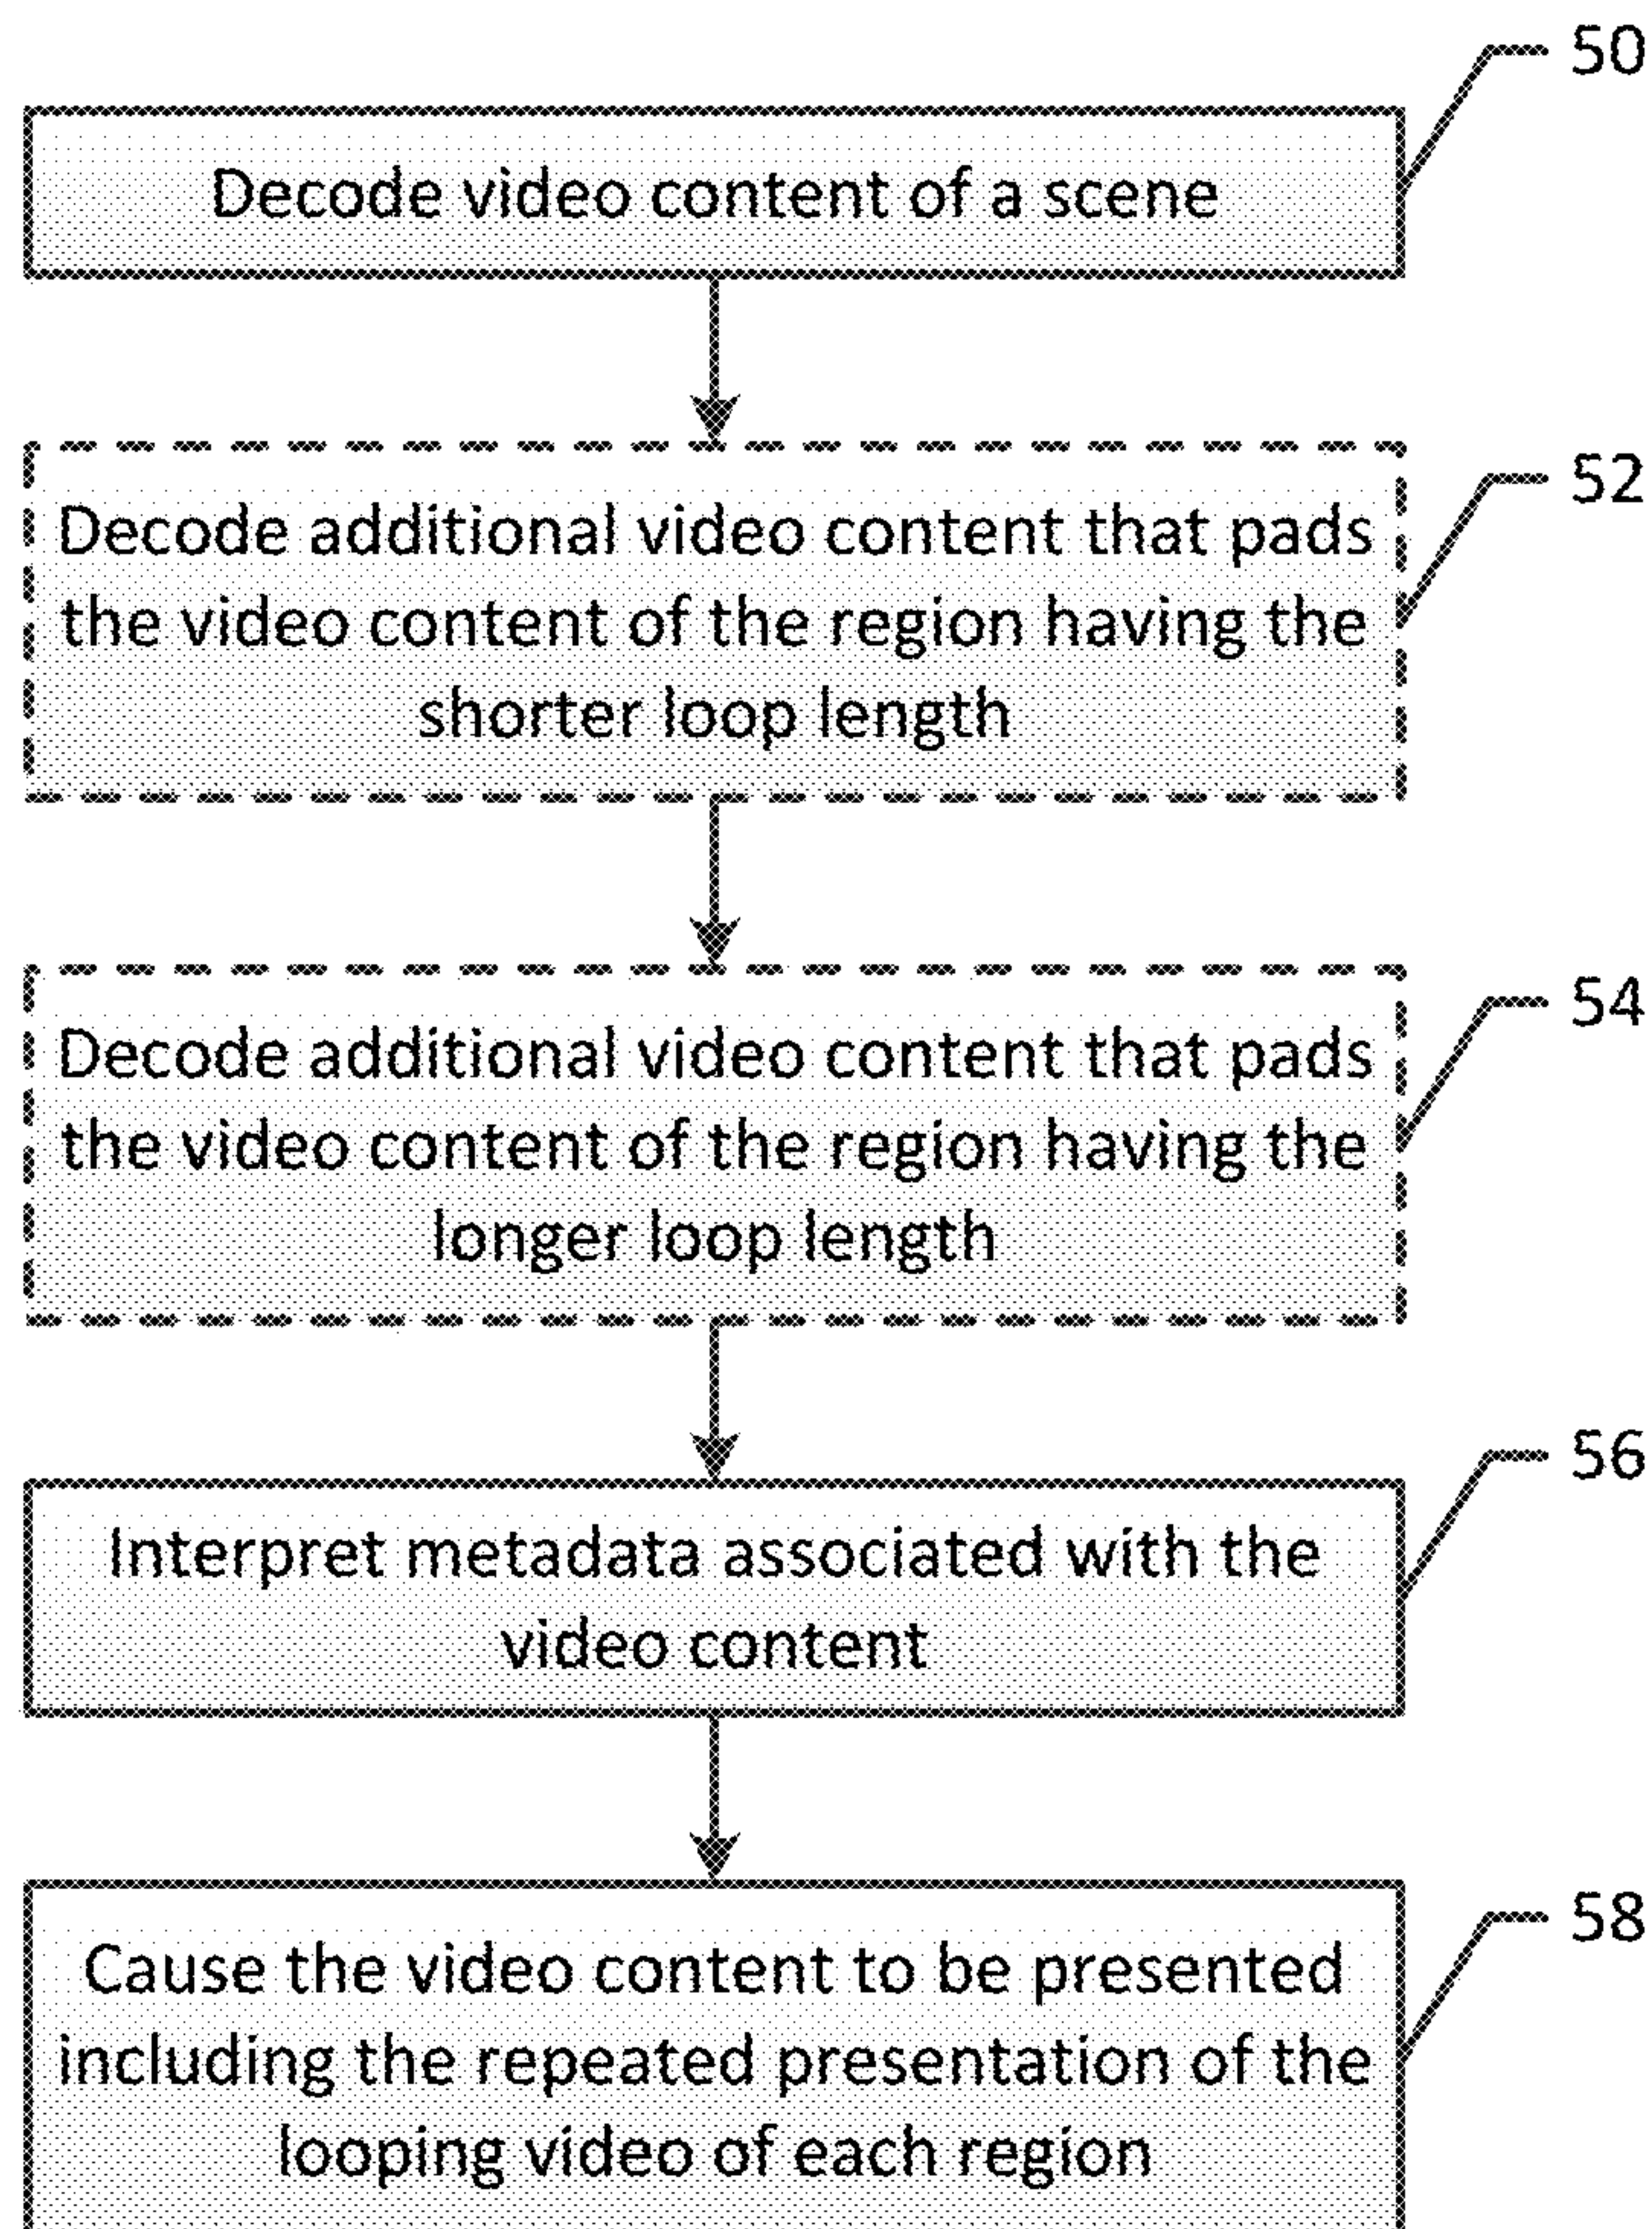 50
Decode video content of a scene
52
Decode additional video content that pads
the video content of the region having the
shorter loop length
54
Decode additional video content that pads
the video content of the region having the
longer loop length
56
Interpret metadata associated with the
video content
58
Cause the video content to be presented
including the repeated presentation of the
looping video of each region